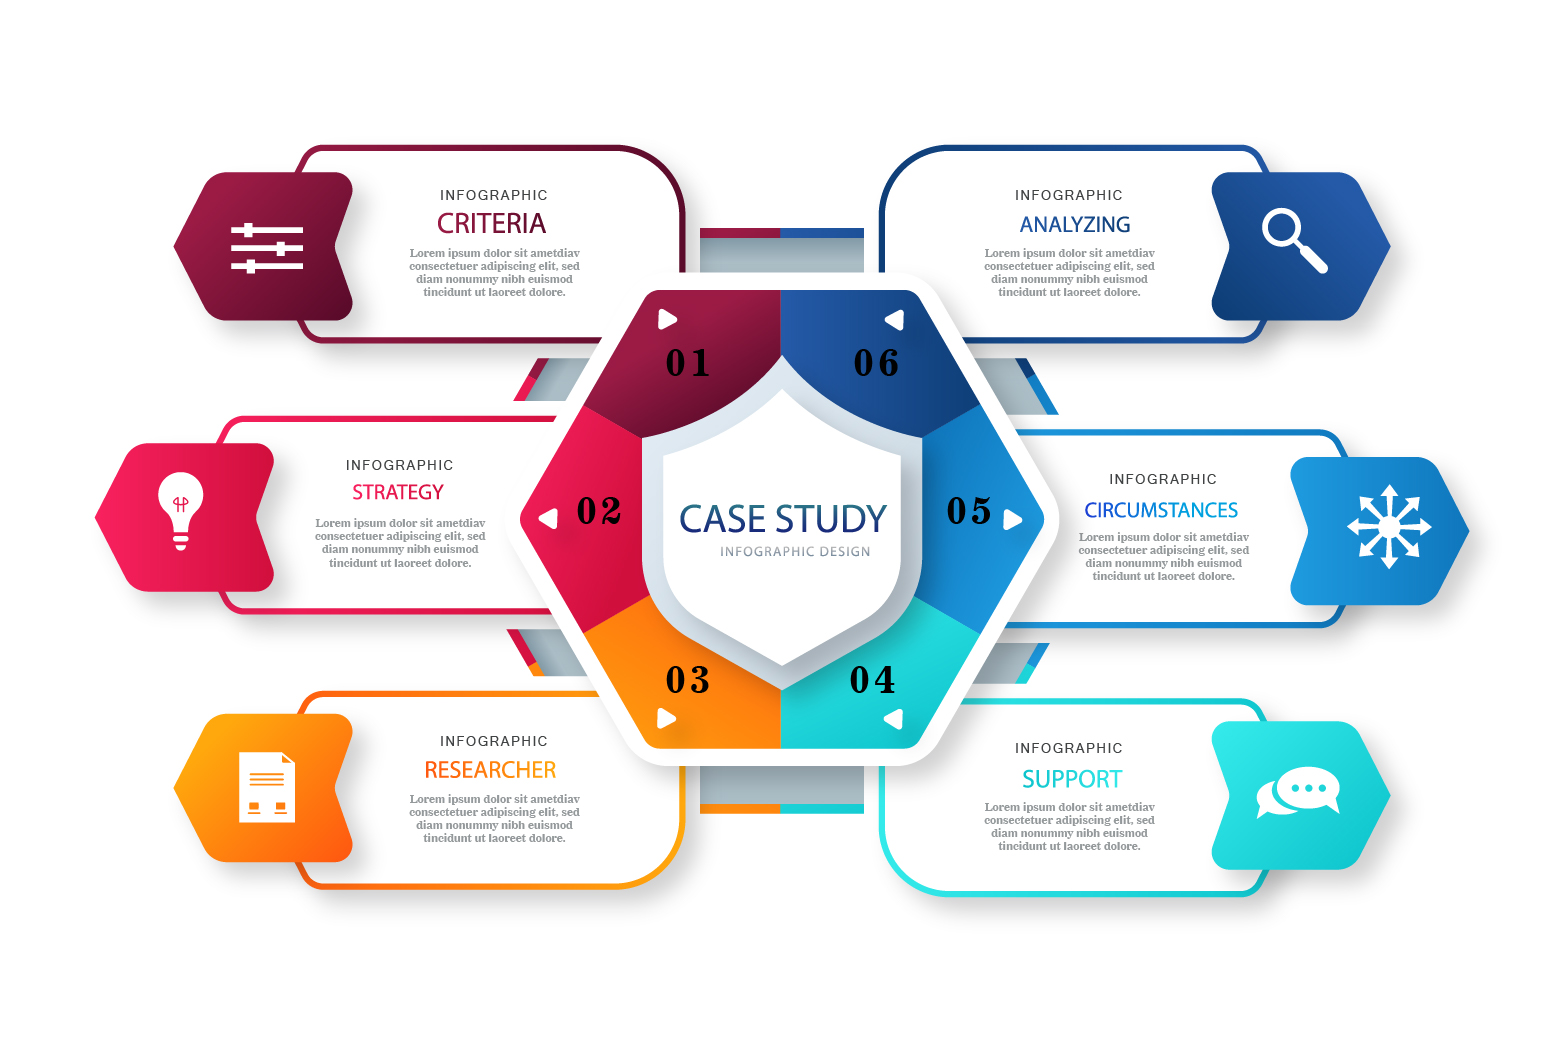 INFOGRAPHIC
CRITERIA
Lorem ipsum dolor sit ametdiav
consectetuer adipiscing elit, sed
diam nonummy nibh euismod
tincidunt ut laoreet dolore.
INFOGRAPHIC
ANALYZING
Lorem ipsum dolor sit ametdiav
consectetuer adipiscing elit, sed
diam nonummy nibh euismod
tincidunt ut laoreet dolore.
01
06
INFOGRAPHIC
STRATEGY
Lorem ipsum dolor sit ametdiav
consectetuer adipiscing elit, sed
diam nonummy nibh euismod
tincidunt ut laoreet dolore.
02
CASE STUDY
INFOGRAPHIC DESIGN
05
INFOGRAPHIC
CIRCUMSTANCES
Lorem ipsum dolor sit ametdiav
consectetuer adipiscing elit, sed
diam nonummy nibh euismod
tincidunt ut laoreet dolore.
03
04
INFOGRAPHIC
RESEARCHER
Lorem ipsum dolor sit ametdiav
consectetuer adipiscing elit, sed
diam nonummy nibh euismod
tincidunt ut laoreet dolore.
INFOGRAPHIC
SUPPORT
Lorem ipsum dolor sit ametdiav
consectetuer adipiscing elit, sed
diam nonummy nibh euismod
tincidunt ut laoreet dolore.